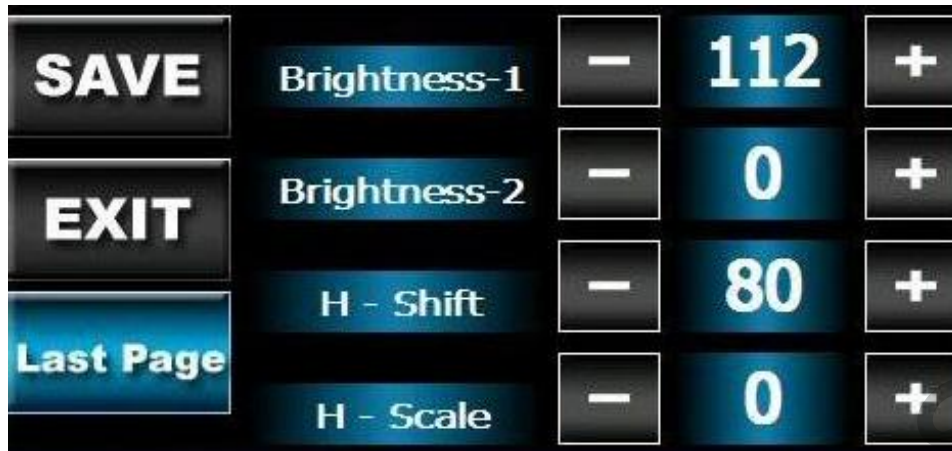 SAVE
Brightness-1 − 112 +
EXIT
Brightness-2 − 0 +
H - Shift − 80 +
Last Page
H - Scale − 0 +